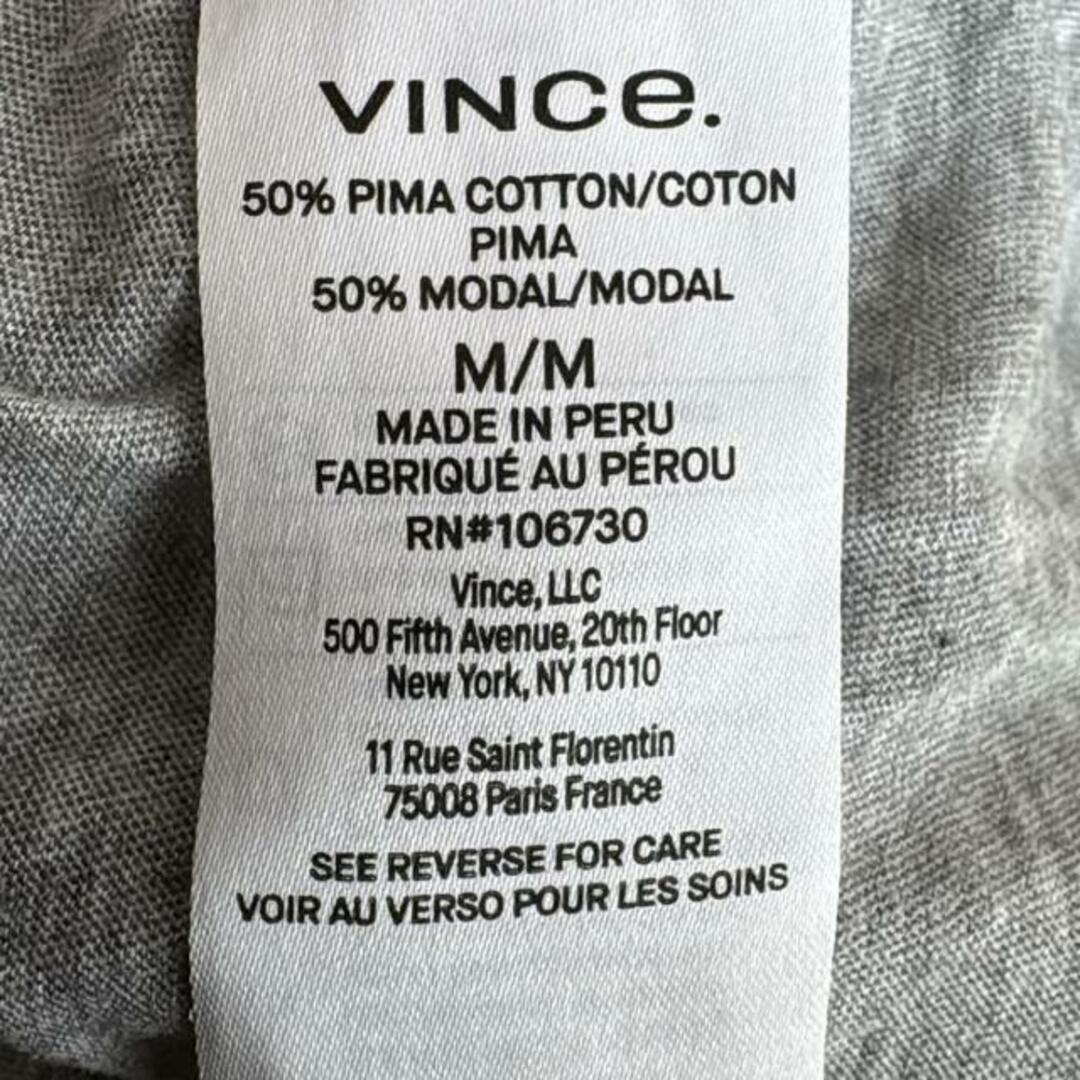 VINCe.
50% PIMA COTTON/COTON
PIMA
50% MODAL/MODAL
M/M
MADE IN PERU
FABRIQUÉ AU PÉROU
RN#106730
Vince, LLC
500 Fifth Avenue, 20th Floor
New York, NY 10110
11 Rue Saint Florentin
75008 Paris France
SEE REVERSE FOR CARE
VOIR AU VERSO POUR LES SOINS